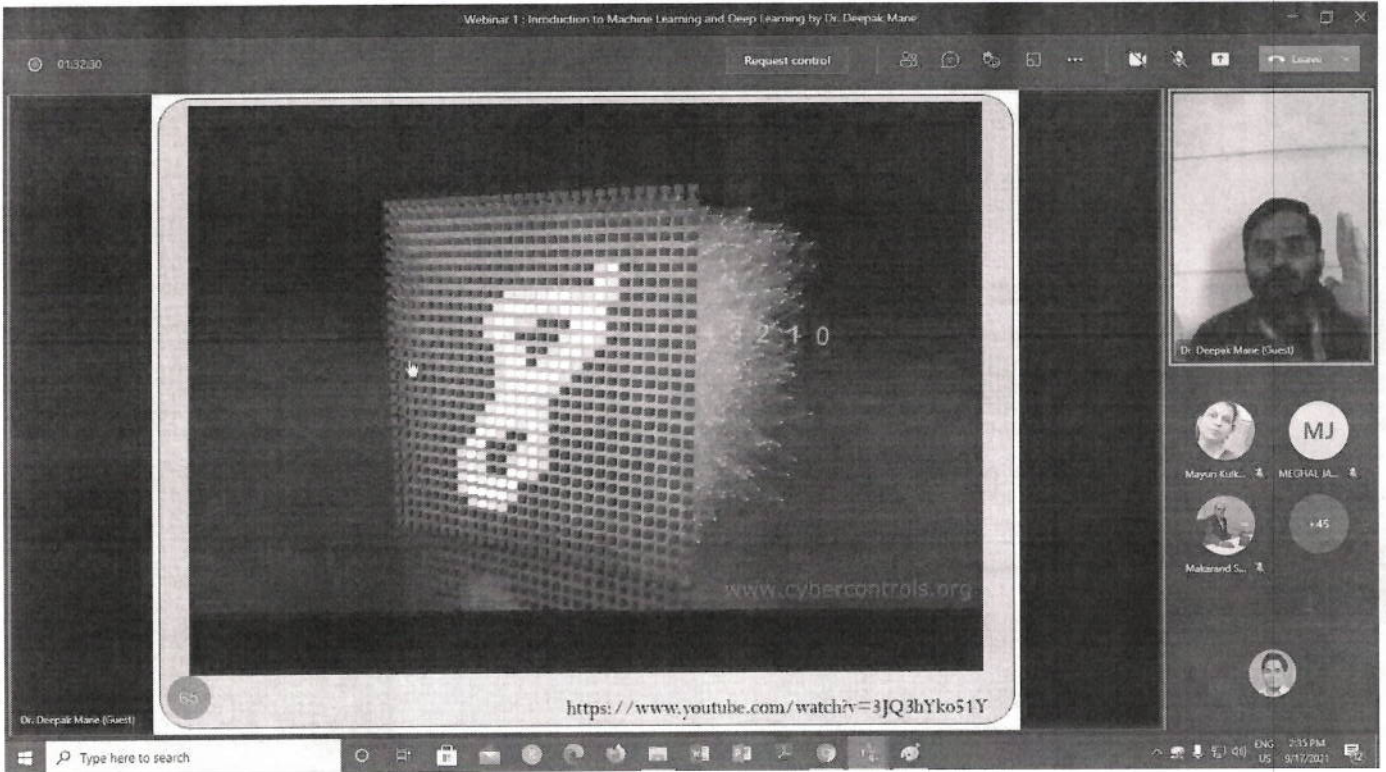 Webinar 1 : Inroduction to Machine Learning and Deep Learning by Dr. Deepak Mane
01:32:30
Request control
Leave
3 2 1 0
Dr. Deepak Mane (Guest)
MJ
Mayuri Kulk...
MEGHAL JA...
+45
Makarand S...
www.cybercontrols.org
65
https://www.youtube.com/watch?v=3JQ3hYko51Y
Dr. Deepak Mane (Guest)
Type here to search
ENG
US
2:35 PM
9/17/2021